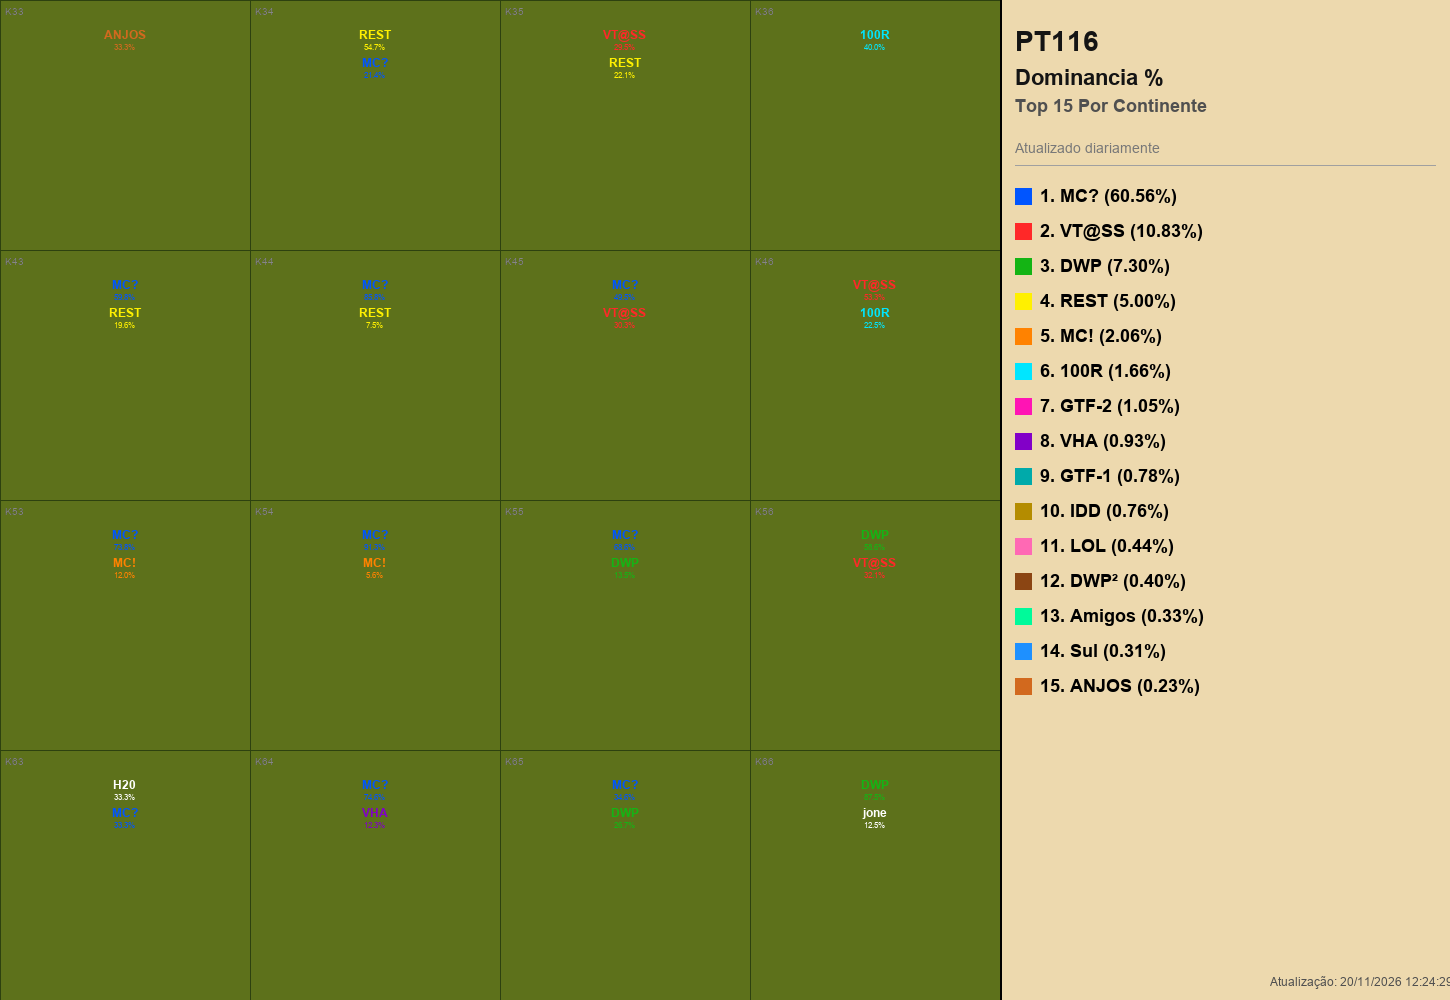 K33
ANJOS
33.3%
K34
REST
54.7%
MC?
K35
VT@SS
REST
22.1%
K36
100R
40.0%
K43
MC?
REST
19.6%
K44
MC?
REST
7.5%
K45
MC?
VT@SS
K46
VT@SS
100R
22.5%
K53
MC?
MC!
12.0%
K54
MC?
MC!
5.6%
K55
MC?
DWP
K56
DWP
VT@SS
K63
H20
33.3%
MC?
K64
MC?
VHA
12.3%
K65
MC?
DWP
K66
DWP
jone
12.5%
PT116
Dominancia %
Top 15 Por Continente
Atualizado diariamente
1. MC? (60.56%)
2. VT@SS (10.83%)
3. DWP (7.30%)
4. REST (5.00%)
5. MC! (2.06%)
6. 100R (1.66%)
7. GTF-2 (1.05%)
8. VHA (0.93%)
9. GTF-1 (0.78%)
10. IDD (0.76%)
11. LOL (0.44%)
12. DWP² (0.40%)
13. Amigos (0.33%)
14. Sul (0.31%)
15. ANJOS (0.23%)
Atualização: 20/11/2026 12:24:29